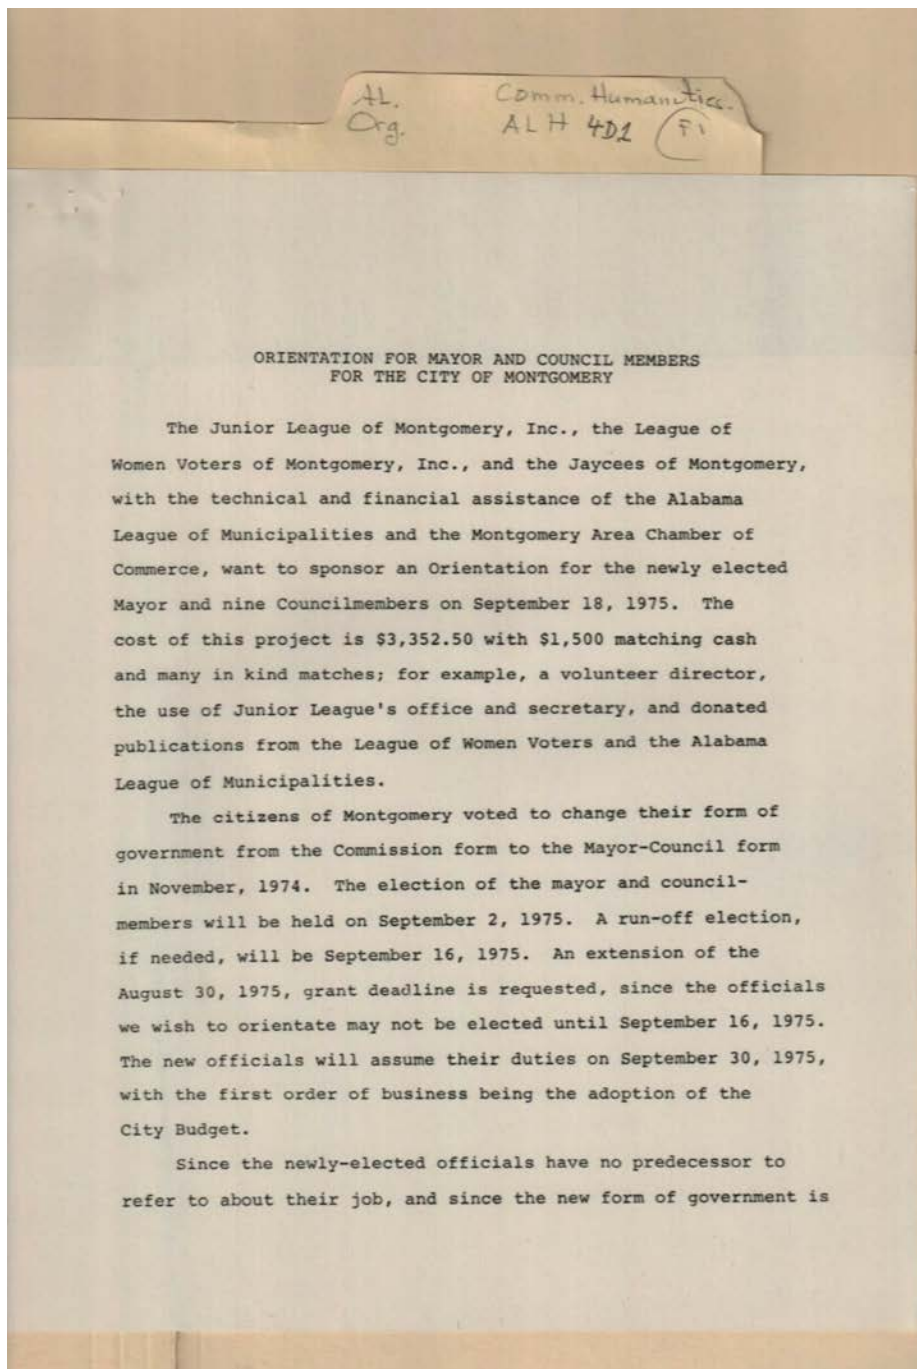 AL. Comm. Humanities.
Org. ALH 4D1 F1
ORIENTATION FOR MAYOR AND COUNCIL MEMBERS
FOR THE CITY OF MONTGOMERY
The Junior League of Montgomery, Inc., the League of
Women Voters of Montgomery, Inc., and the Jaycees of Montgomery,
with the technical and financial assistance of the Alabama
League of Municipalities and the Montgomery Area Chamber of
Commerce, want to sponsor an Orientation for the newly elected
Mayor and nine Councilmembers on September 18, 1975. The
cost of this project is $3,352.50 with $1,500 matching cash
and many in kind matches; for example, a volunteer director,
the use of Junior League's office and secretary, and donated
publications from the League of Women Voters and the Alabama
League of Municipalities.
The citizens of Montgomery voted to change their form of
government from the Commission form to the Mayor-Council form
in November, 1974. The election of the mayor and council-
members will be held on September 2, 1975. A run-off election,
if needed, will be September 16, 1975. An extension of the
August 30, 1975, grant deadline is requested, since the officials
we wish to orientate may not be elected until September 16, 1975.
The new officials will assume their duties on September 30, 1975,
with the first order of business being the adoption of the
City Budget.
Since the newly-elected officials have no predecessor to
refer to about their job, and since the new form of government is